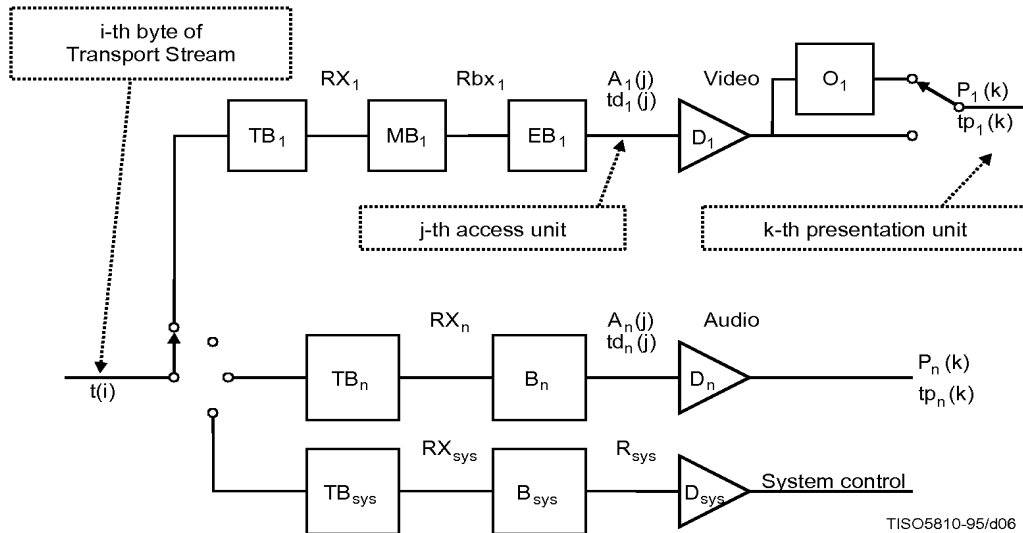 i-th byte of
Transport Stream
RX₁
Rbx₁
A₁(j)
td₁(j)
Video
O₁
P₁(k)
tp₁(k)
TB₁
MB₁
EB₁
D₁
j-th access unit
k-th presentation unit
t(i)
RXₙ
Aₙ(j)
tdₙ(j)
Audio
TBₙ
Bₙ
Dₙ
Pₙ(k)
tpₙ(k)
RXsys
Rsys
TBsys
Bsys
Dsys
System control
TISO5810-95/d06